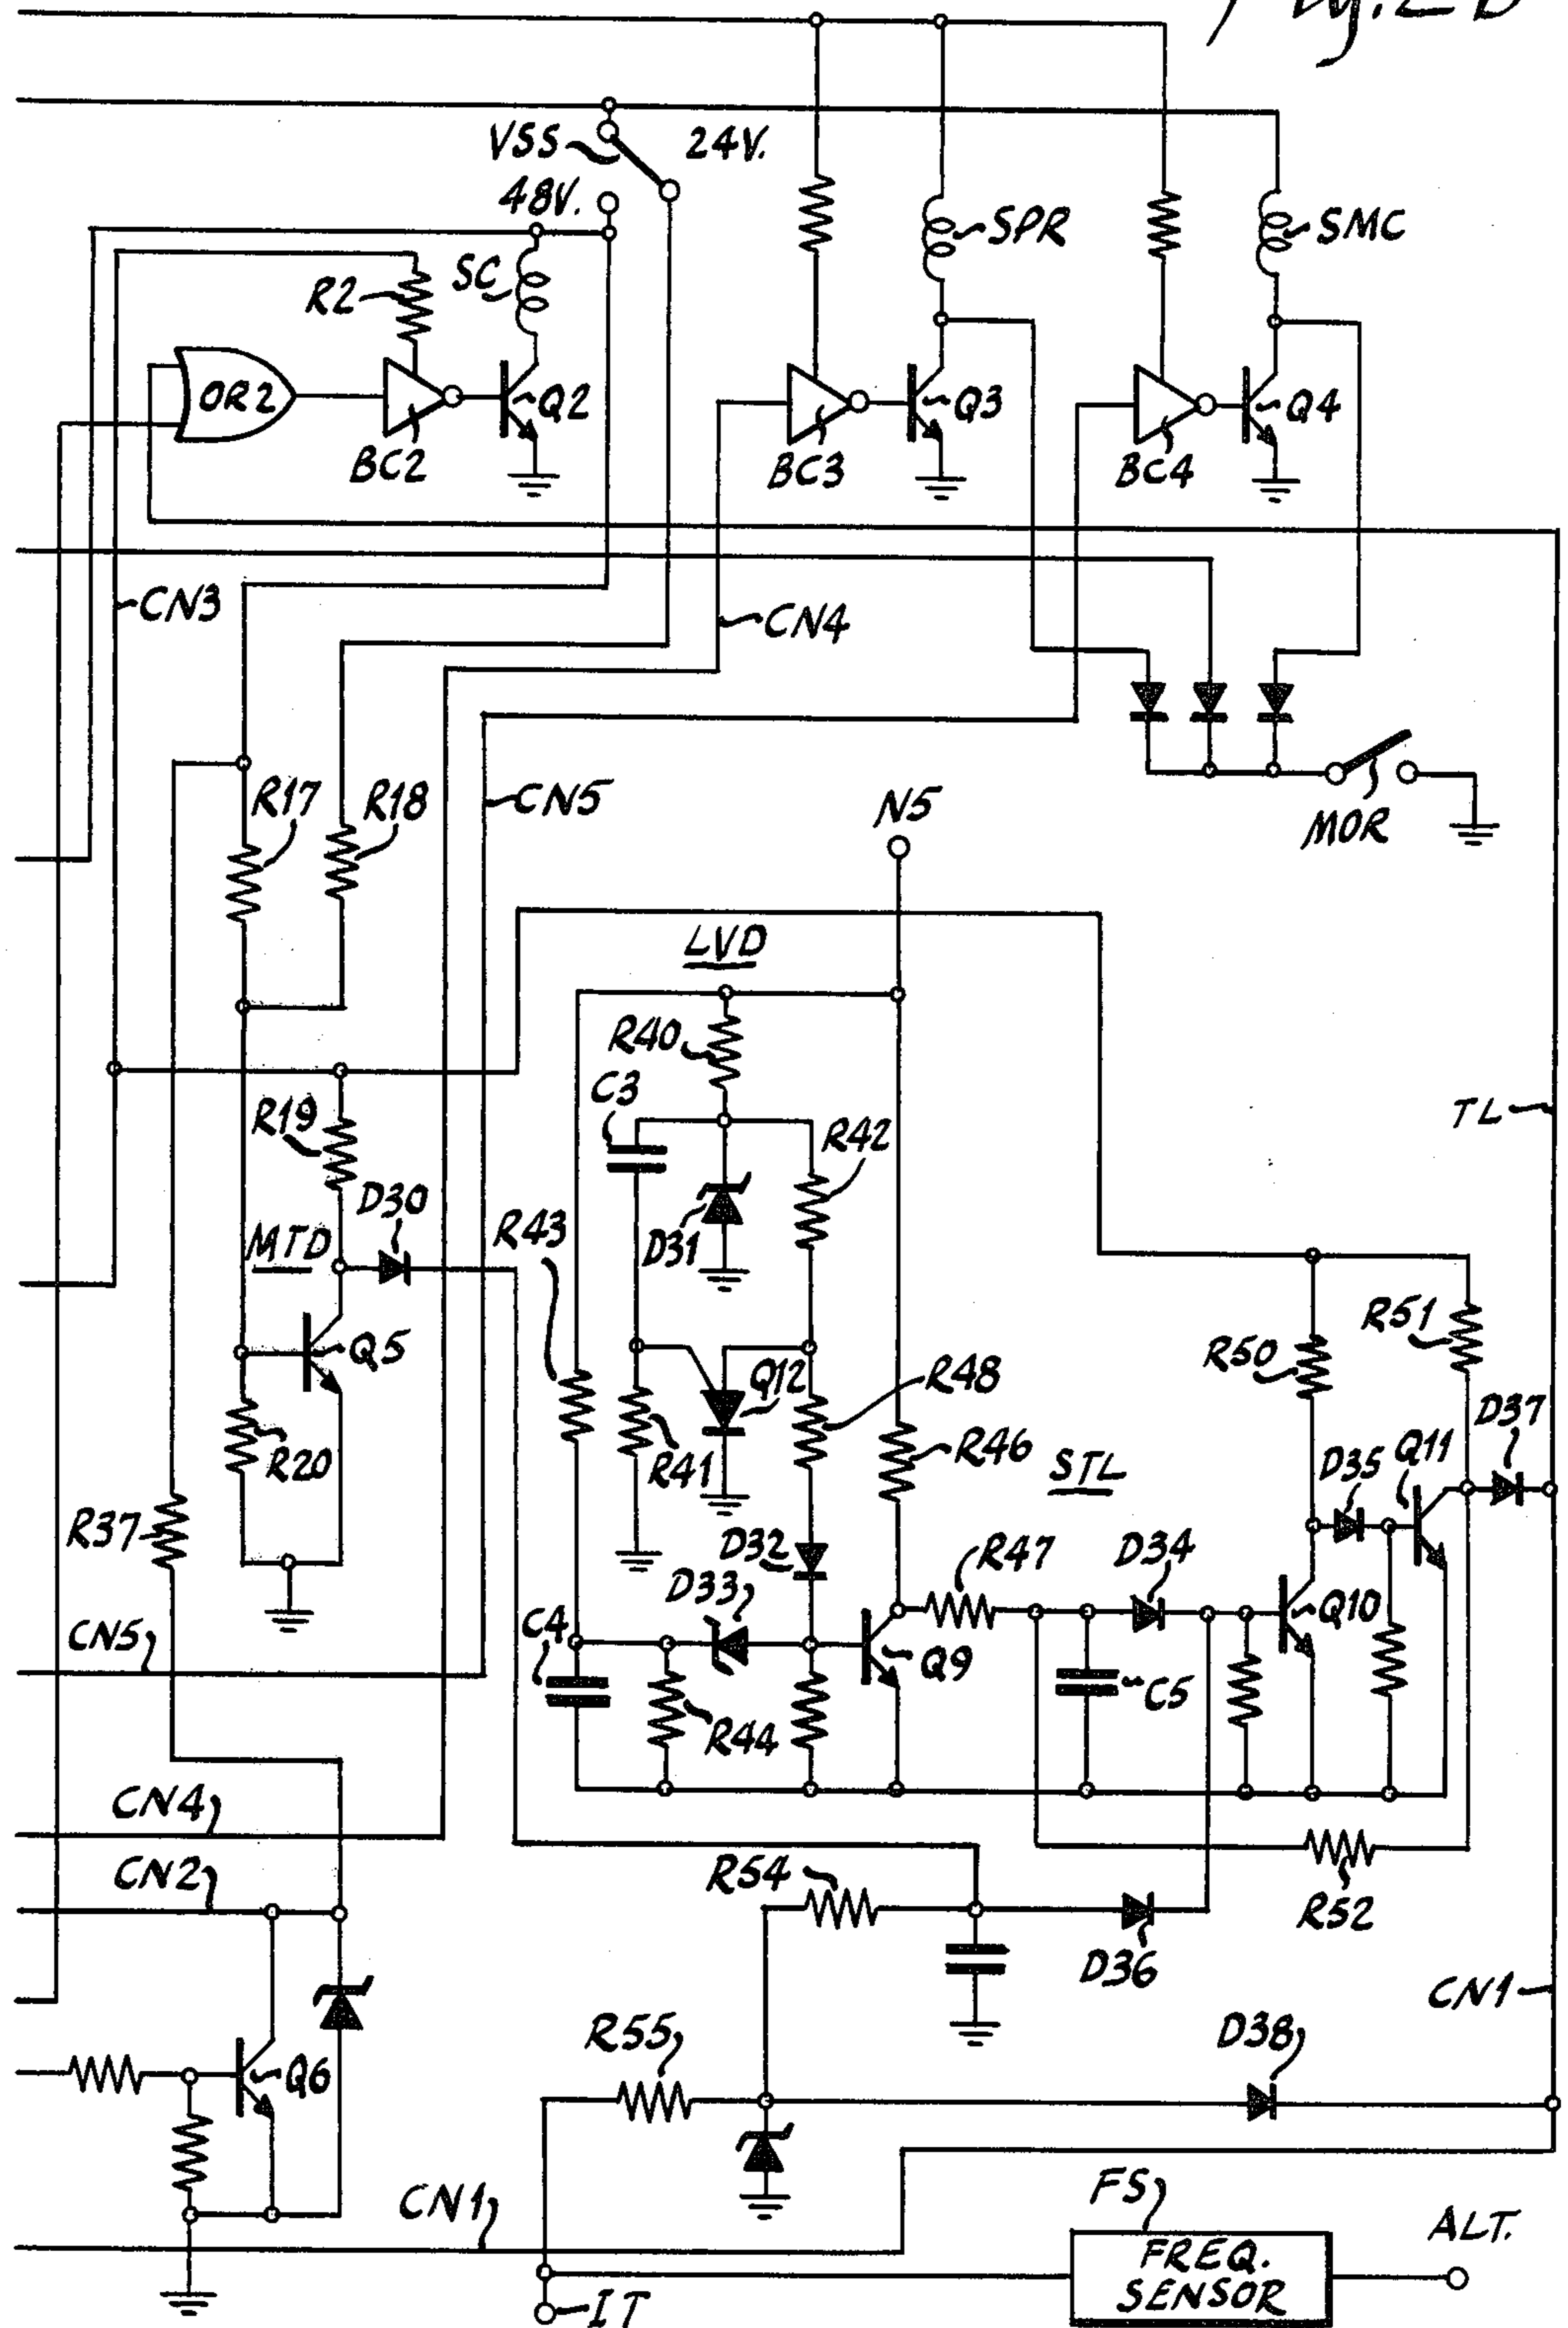 Fig. 2B
VSS 24V.
48V.
SPR SMC
R2 SC
OR2 Q2 Q3 Q4
BC2 BC3 BC4
CN3 CN4
R17 R18 CN5 N5
MOR
LVD
R40
C3
R19 R42 TL
D30
R43 D31
MTD
R51
Q5 R50
Q12 R48
D37
R20 R41 R46 STL D35 Q11
R37 D32 R47 D34
D33
CN5 C4 Q10
Q9
R44 C5
CN4
CN2 R54
R52
D36
CN1
R55 D38
Q6
FS
CN1 ALT.
FREQ.
SENSOR
IT